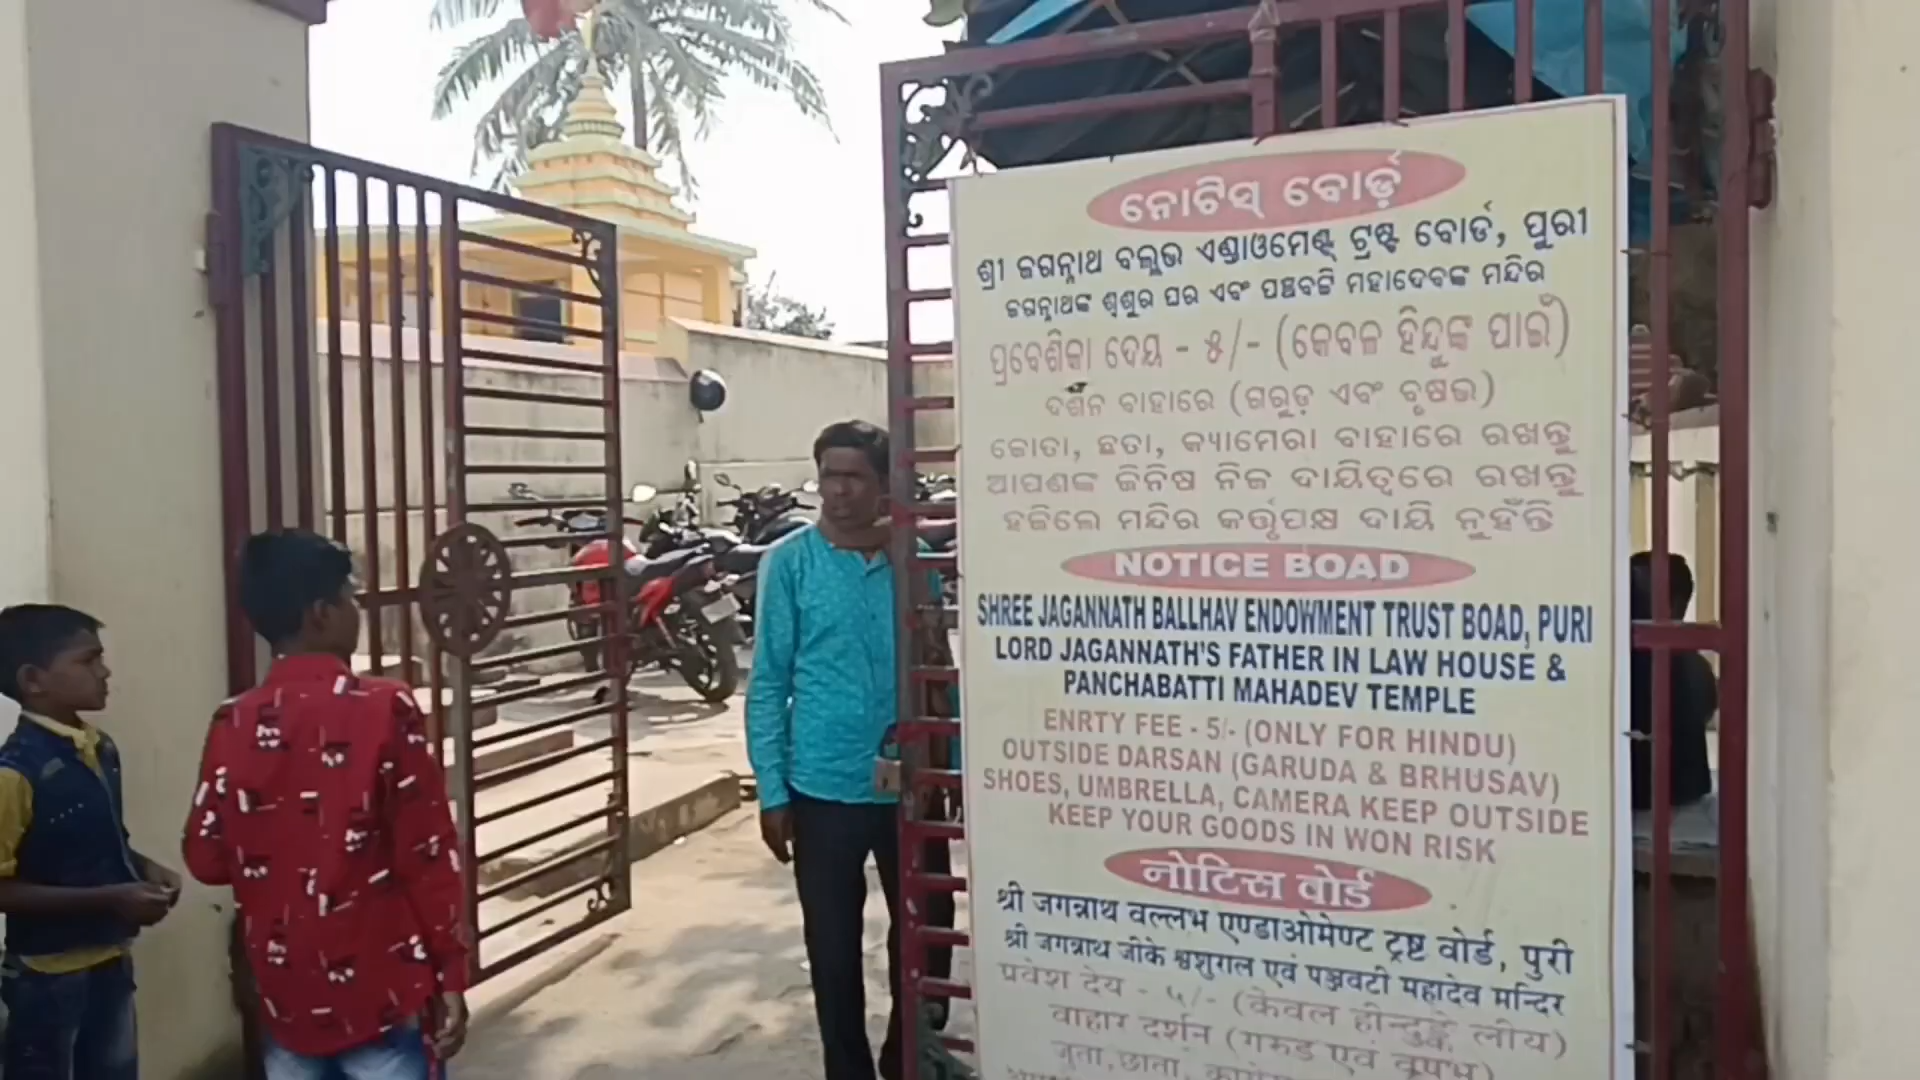 ନୋଟିସ୍ ବୋର୍ଡ଼
ଶ୍ରୀ ଜଗନ୍ନାଥ ବଲ୍ଲଭ ଏଣ୍ଡାଓମେଣ୍ଟ ଟ୍ରଷ୍ଟ ବୋର୍ଡ, ପୁରୀ
ଜଗନ୍ନାଥଙ୍କ ଶ୍ୱଶୁର ଘର ଏବଂ ପଞ୍ଚବଟ୍ଟି ମହାଦେବଙ୍କ ମନ୍ଦିର
ପ୍ରବେଶିକା ଦେୟ - ୫/- (କେବଳ ହିନ୍ଦୁଙ୍କ ପାଇଁ)
ଦର୍ଶନ ବାହାରେ (ଗରୁଡ଼ ଏବଂ ବୃଷଭ)
ଜୋତା, ଛତା, କ୍ୟାମେରା ବାହାରେ ରଖନ୍ତୁ
ଆପଣଙ୍କ ଜିନିଷ ନିଜ ଦାୟିତ୍ୱରେ ରଖନ୍ତୁ
ହଜିଲେ ମନ୍ଦିର କର୍ତ୍ତୃପକ୍ଷ ଦାୟି ନୁହଁନ୍ତି
NOTICE BOAD
SHREE JAGANNATH BALLHAV ENDOWMENT TRUST BOAD, PURI
LORD JAGANNATH'S FATHER IN LAW HOUSE &
PANCHABATTI MAHADEV TEMPLE
ENRTY FEE - 5/- (ONLY FOR HINDU)
OUTSIDE DARSAN (GARUDA & BRHUSAV)
SHOES, UMBRELLA, CAMERA KEEP OUTSIDE
KEEP YOUR GOODS IN WON RISK
नोटिस वोर्ड
श्री जगन्नाथ वल्लभ एण्डाओमेण्ट ट्रष्ट वोर्ड, पुरी
श्री जगन्नाथ जीके श्वशुगल एवं पञ्चवटी महादेव मन्दिर
प्रवेश देय - ५/- (केवल हीन्दुङ्के लीय)
वाहार दर्शन (गरुड एवं वृषभ)
जुता, छाता,